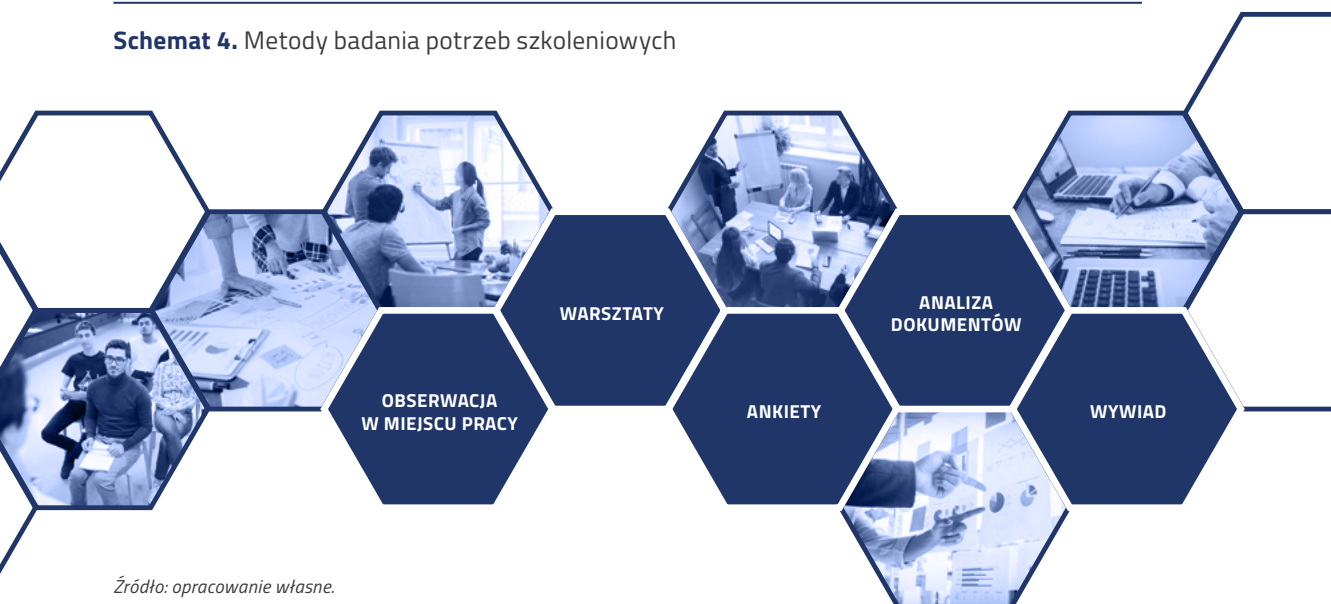 Schemat 4. Metody badania potrzeb szkoleniowych
OBSERWACJA
W MIEJSCU PRACY
WARSZTATY
ANKIETY
ANALIZA
DOKUMENTÓW
WYWIAD
Źródło: opracowanie własne.